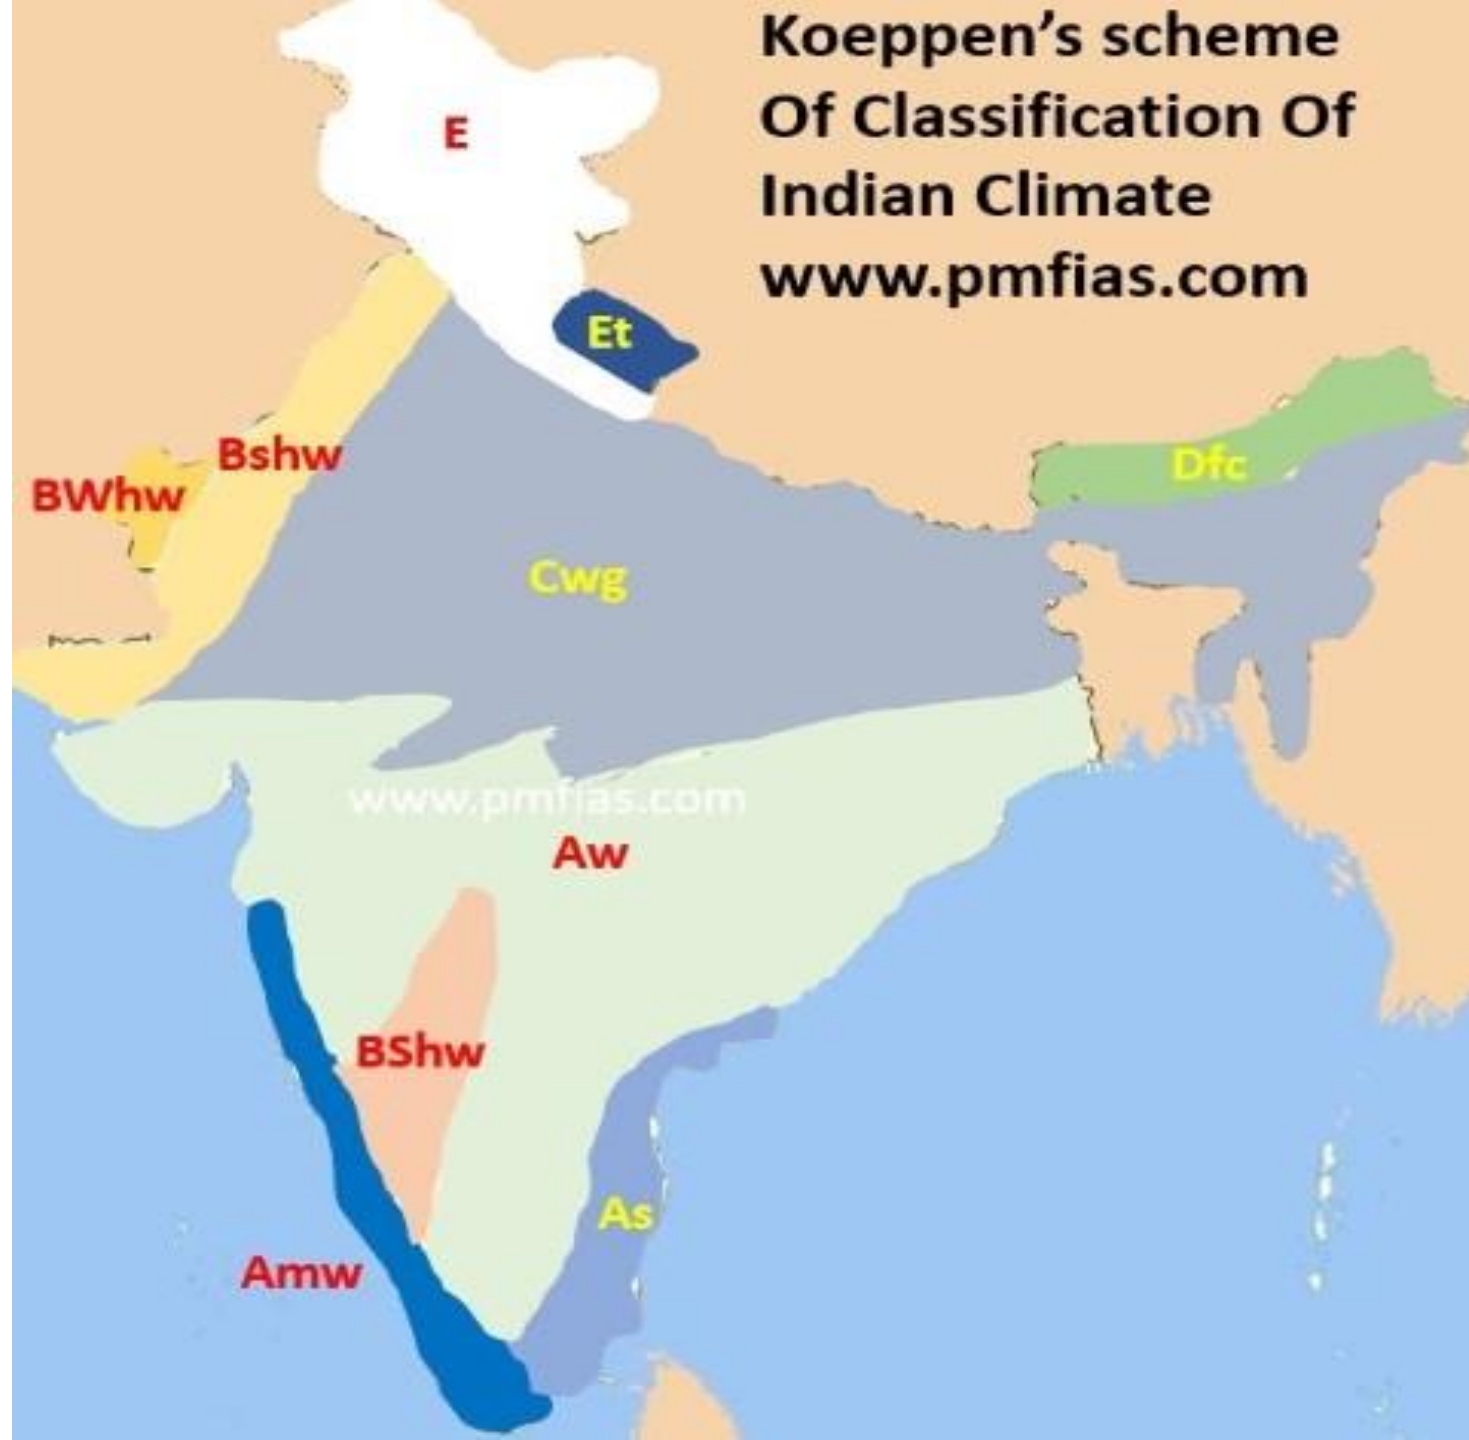 Koeppen’s scheme
Of Classification Of
Indian Climate
www.pmfias.com
E
Et
Bshw
BWhw
Dfc
Cwg
www.pmfias.com
Aw
BShw
As
Amw